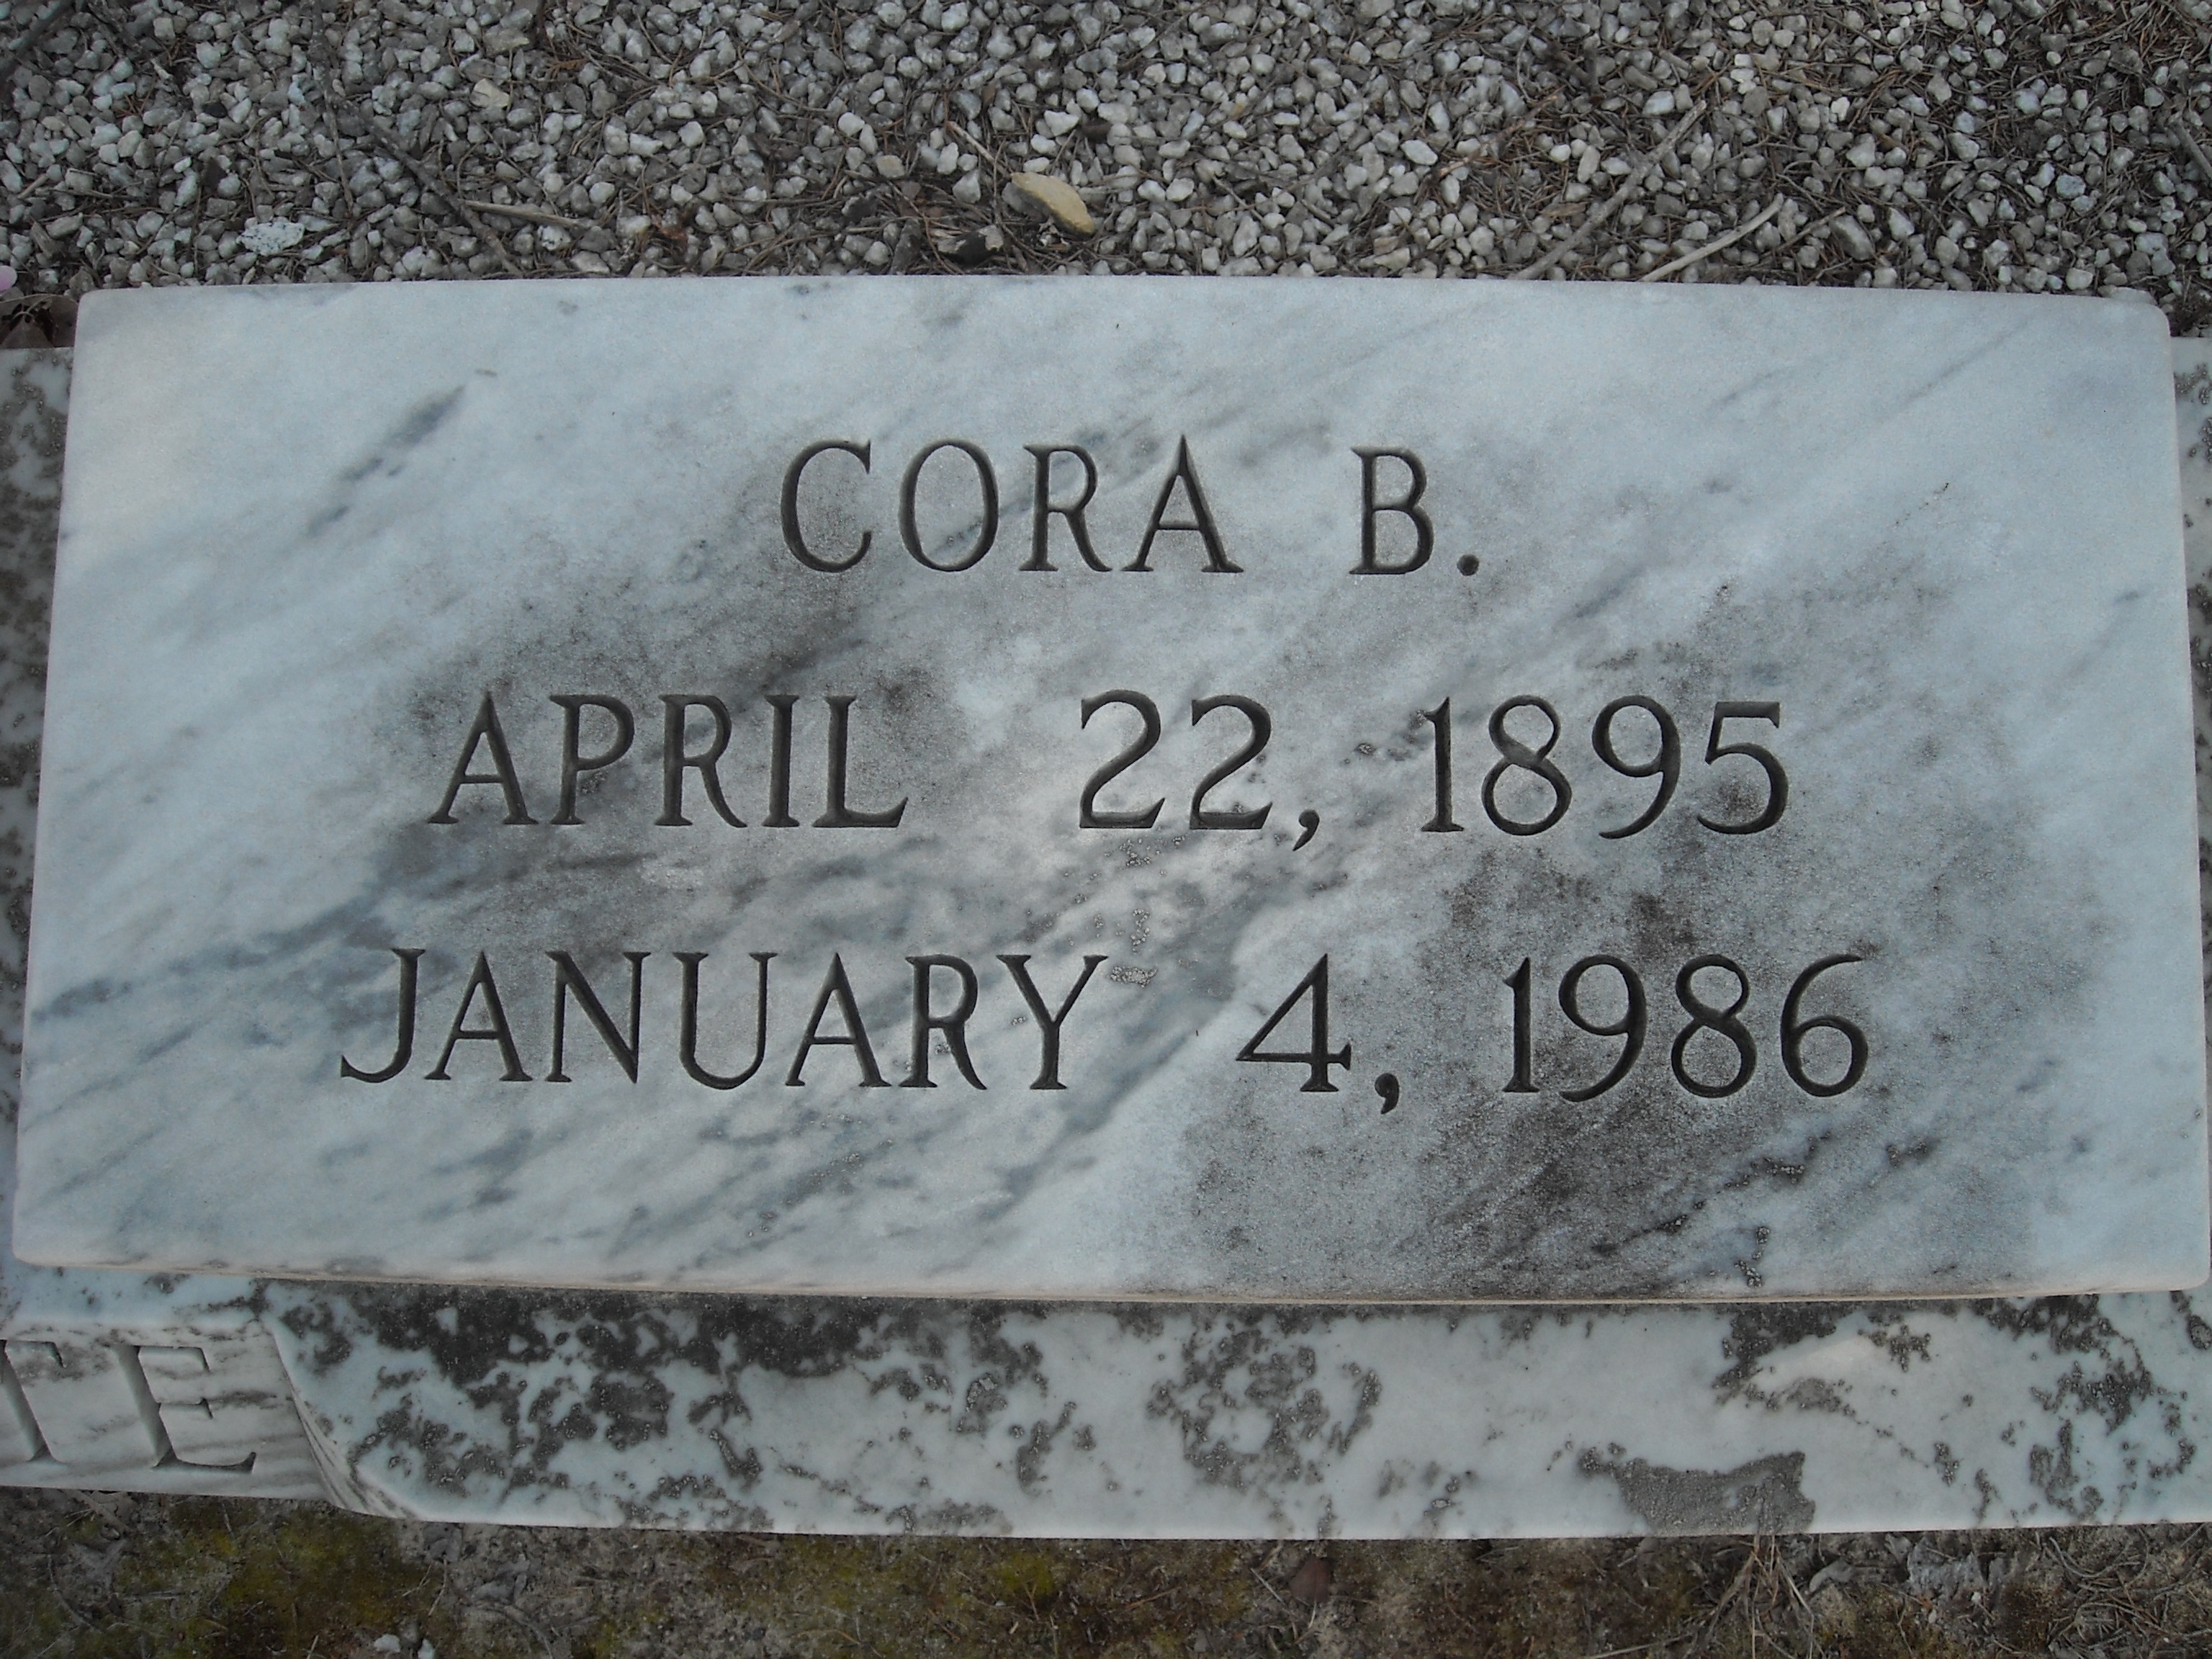 CORA B.
APRIL 22, 1895
JANUARY 4, 1986